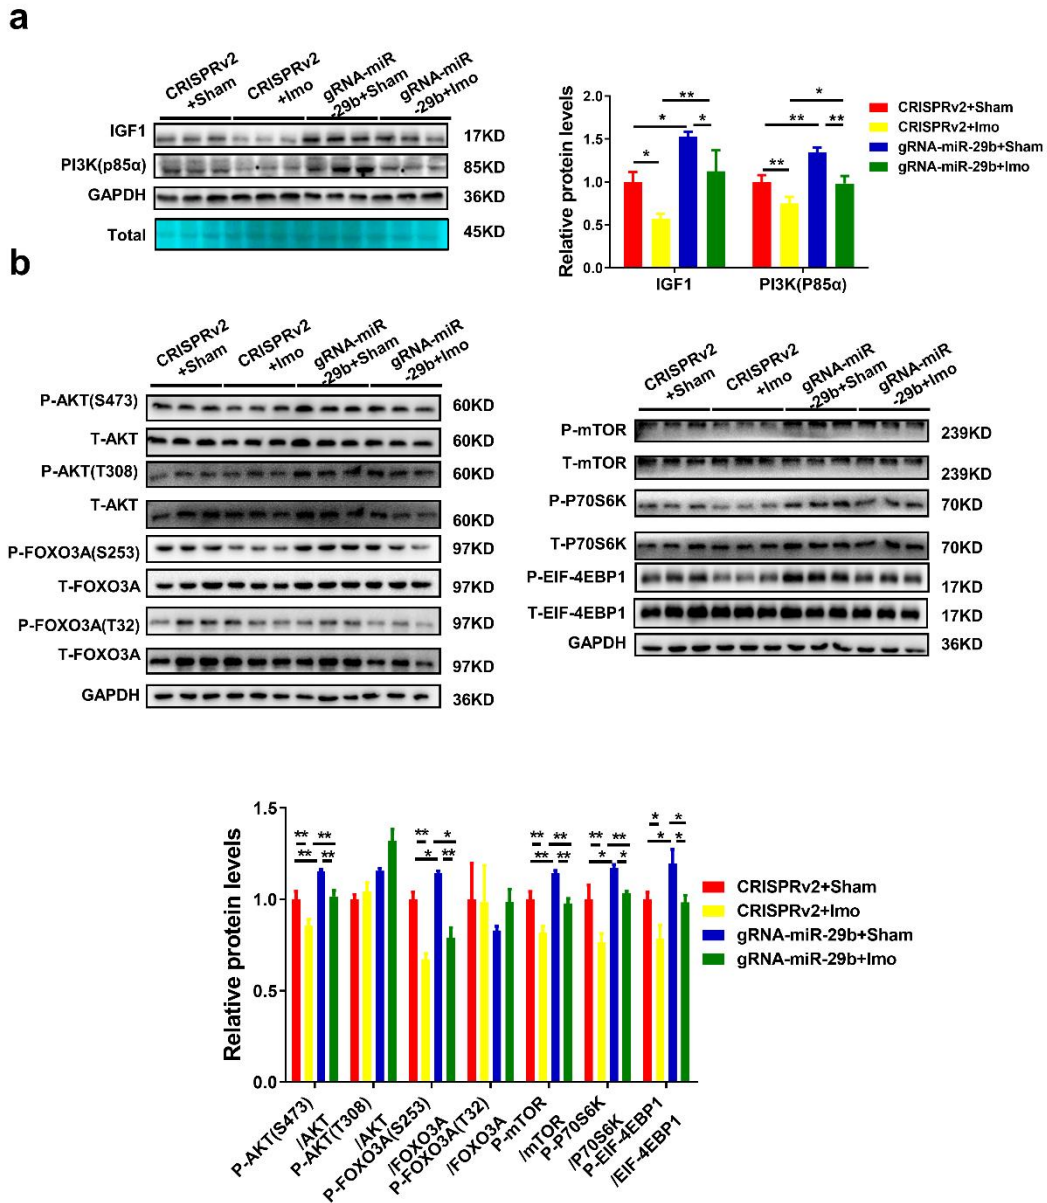 a
CRISPRv2
+Sham
CRISPRv2
+Imo
gRNA-miR
-29b+Sham
gRNA-miR
-29b+Imo
IGF1
17KD
PI3K(p85α)
85KD
GAPDH
36KD
Total
45KD
Relative protein levels
2.0
1.5
1.0
0.5
0.0
* * ** *
** ** * **
IGF1
PI3K(P85α)
CRISPRv2+Sham
CRISPRv2+Imo
gRNA-miR-29b+Sham
gRNA-miR-29b+Imo
b
CRISPRv2
+Sham
CRISPRv2
+Imo
gRNA-miR
-29b+Sham
gRNA-miR
-29b+Imo
P-AKT(S473)
60KD
T-AKT
60KD
P-AKT(T308)
60KD
T-AKT
60KD
P-FOXO3A(S253)
97KD
T-FOXO3A
97KD
P-FOXO3A(T32)
97KD
T-FOXO3A
97KD
GAPDH
36KD
CRISPRv2
+Sham
CRISPRv2
+Imo
gRNA-miR
-29b+Sham
gRNA-miR
-29b+Imo
P-mTOR
239KD
T-mTOR
239KD
P-P70S6K
70KD
T-P70S6K
70KD
P-EIF-4EBP1
17KD
T-EIF-4EBP1
17KD
GAPDH
36KD
Relative protein levels
1.5
1.0
0.5
0.0
** ** ** **
** * * **
** ** ** **
** * ** *
* * * *
P-AKT(S473)
/AKT
P-AKT(T308)
/AKT
P-FOXO3A(S253)
/FOXO3A
P-FOXO3A(T32)
/FOXO3A
P-mTOR
/mTOR
P-P70S6K
/P70S6K
P-EIF-4EBP1
/EIF-4EBP1
CRISPRv2+Sham
CRISPRv2+Imo
gRNA-miR-29b+Sham
gRNA-miR-29b+Imo